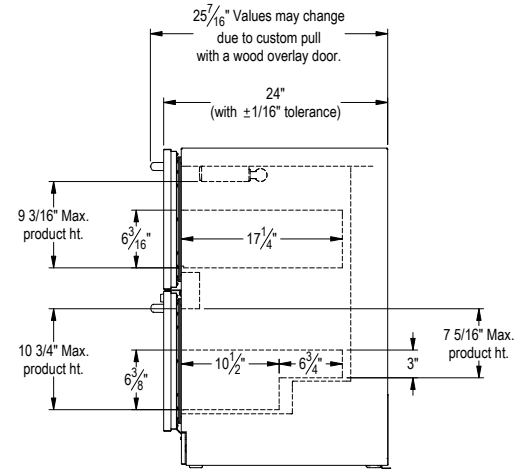 25 7/16" Values may change
due to custom pull
with a wood overlay door.
24"
(with ±1/16" tolerance)
9 3/16" Max.
product ht.
6 3/16"
17 1/4"
10 3/4" Max.
product ht.
6 3/8"
10 1/2"
6 3/4"
3"
7 5/16" Max.
product ht.